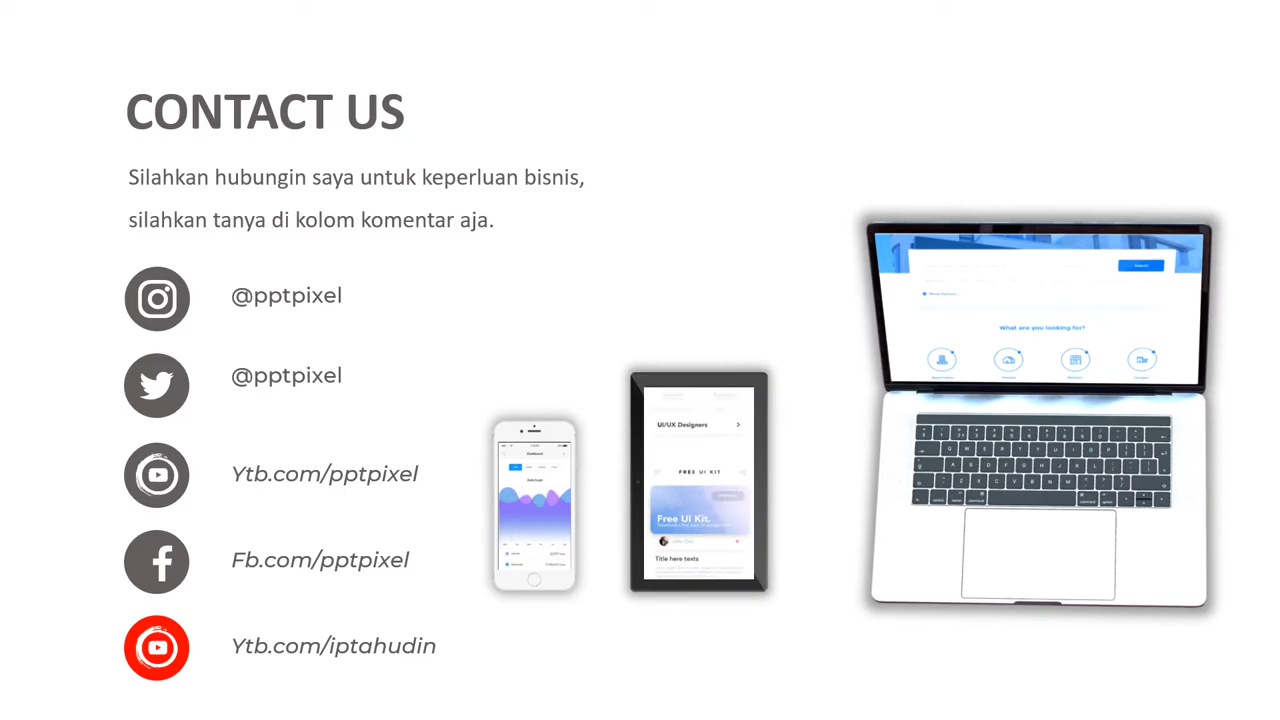 CONTACT US
Silahkan hubungin saya untuk keperluan bisnis,
silahkan tanya di kolom komentar aja.
@pptpixel
@pptpixel
Ytb.com/pptpixel
Fb.com/pptpixel
Ytb.com/iptahudin
Dashboard
UI/UX Designers
FREE UI KIT
Free UI Kit.
Title here texts
Search
What are you looking for?